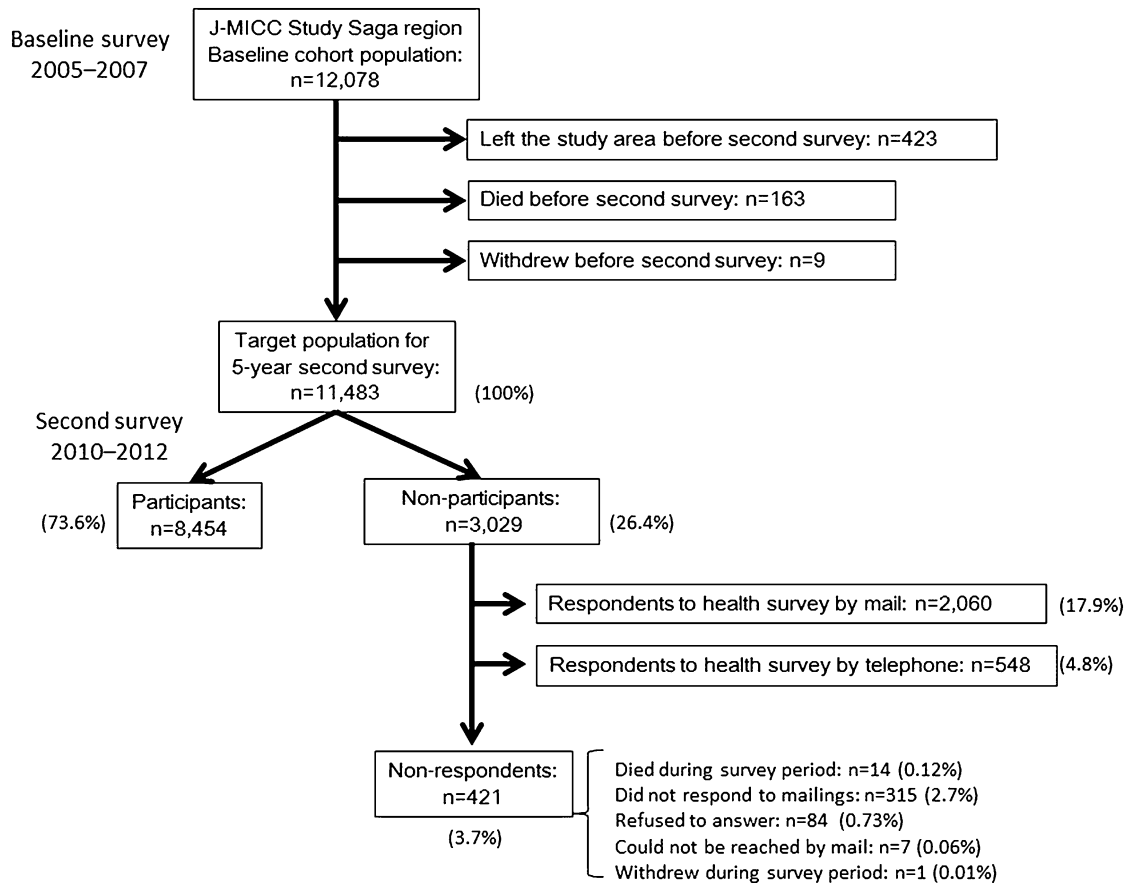 Baseline survey
2005–2007
J-MICC Study Saga region
Baseline cohort population:
n=12,078
Left the study area before second survey: n=423
Died before second survey: n=163
Withdrew before second survey: n=9
Target population for
5-year second survey:
n=11,483
(100%)
Second survey
2010–2012
(73.6%)
Participants:
n=8,454
Non-participants:
n=3,029
(26.4%)
Respondents to health survey by mail: n=2,060
(17.9%)
Respondents to health survey by telephone: n=548
(4.8%)
Non-respondents:
n=421
(3.7%)
Died during survey period: n=14 (0.12%)
Did not respond to mailings: n=315 (2.7%)
Refused to answer: n=84 (0.73%)
Could not be reached by mail: n=7 (0.06%)
Withdrew during survey period: n=1 (0.01%)